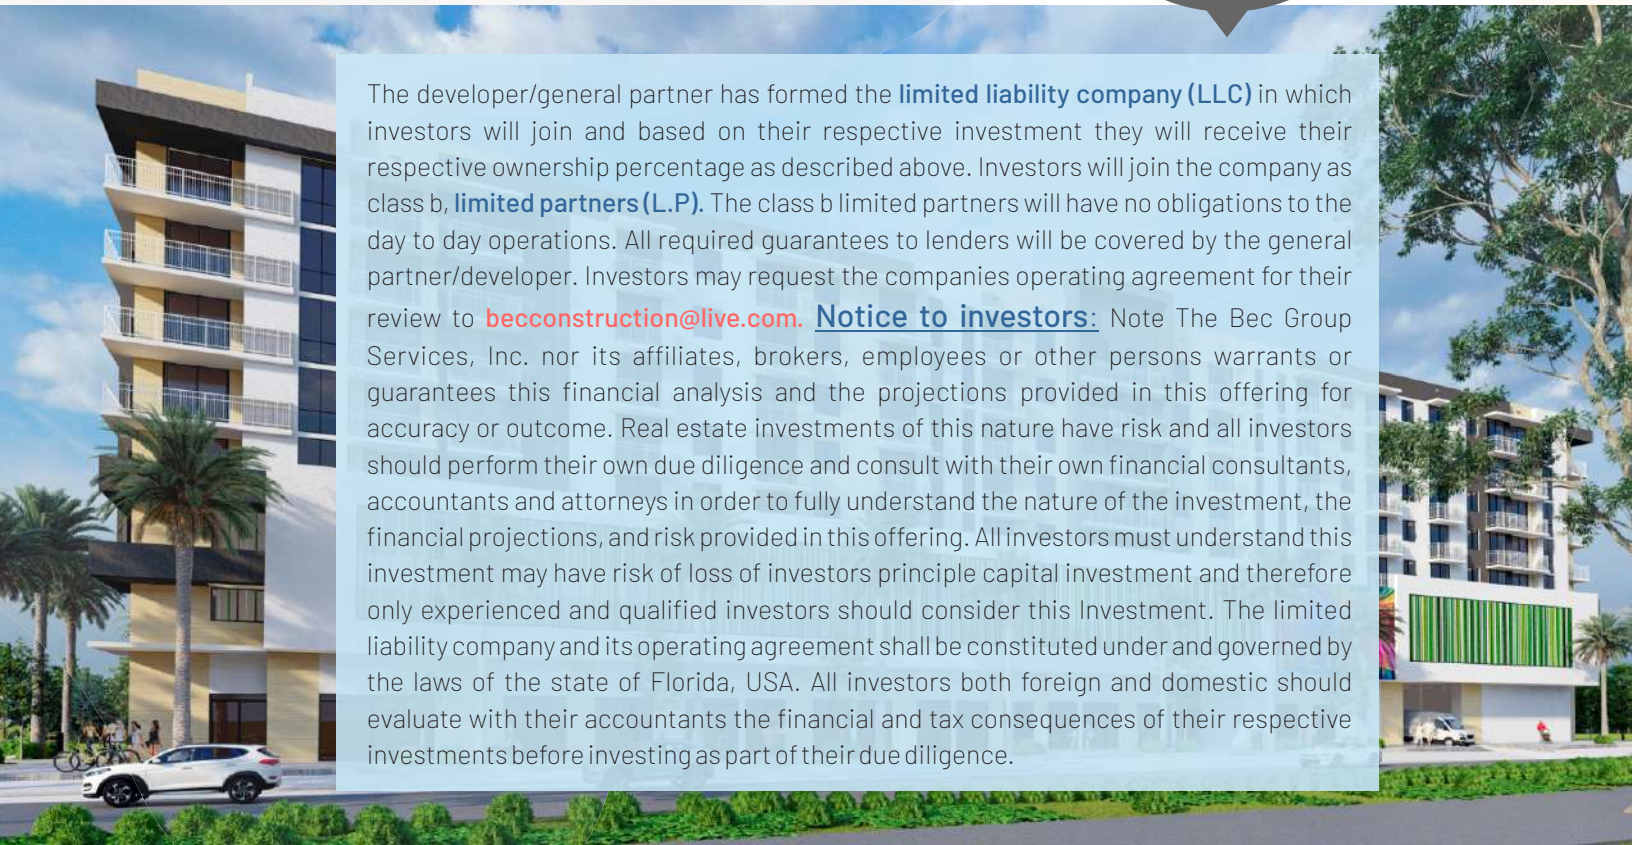 The developer/general partner has formed the limited liability company (LLC) in which
investors will join and based on their respective investment they will receive their
respective ownership percentage as described above. Investors will join the company as
class b, limited partners (L.P). The class b limited partners will have no obligations to the
day to day operations. All required guarantees to lenders will be covered by the general
partner/developer. Investors may request the companies operating agreement for their
review to becconstruction@live.com. Notice to investors: Note The Bec Group
Services, Inc. nor its affiliates, brokers, employees or other persons warrants or
guarantees this financial analysis and the projections provided in this offering for
accuracy or outcome. Real estate investments of this nature have risk and all investors
should perform their own due diligence and consult with their own financial consultants,
accountants and attorneys in order to fully understand the nature of the investment, the
financial projections, and risk provided in this offering. All investors must understand this
investment may have risk of loss of investors principle capital investment and therefore
only experienced and qualified investors should consider this Investment. The limited
liability company and its operating agreement shall be constituted under and governed by
the laws of the state of Florida, USA. All investors both foreign and domestic should
evaluate with their accountants the financial and tax consequences of their respective
investments before investing as part of their due diligence.